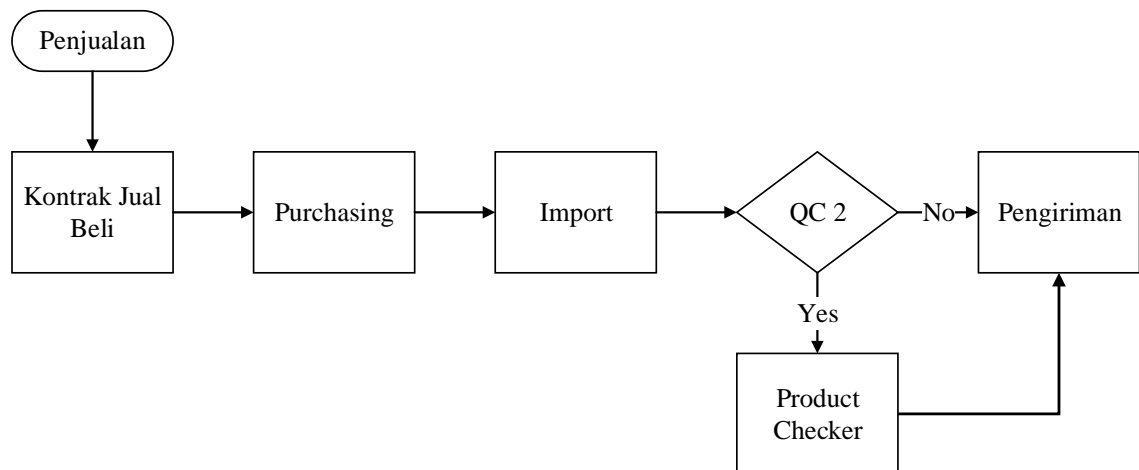 Penjualan
Kontrak Jual
Beli
Purchasing
Import
QC 2
No
Pengiriman
Yes
Product
Checker